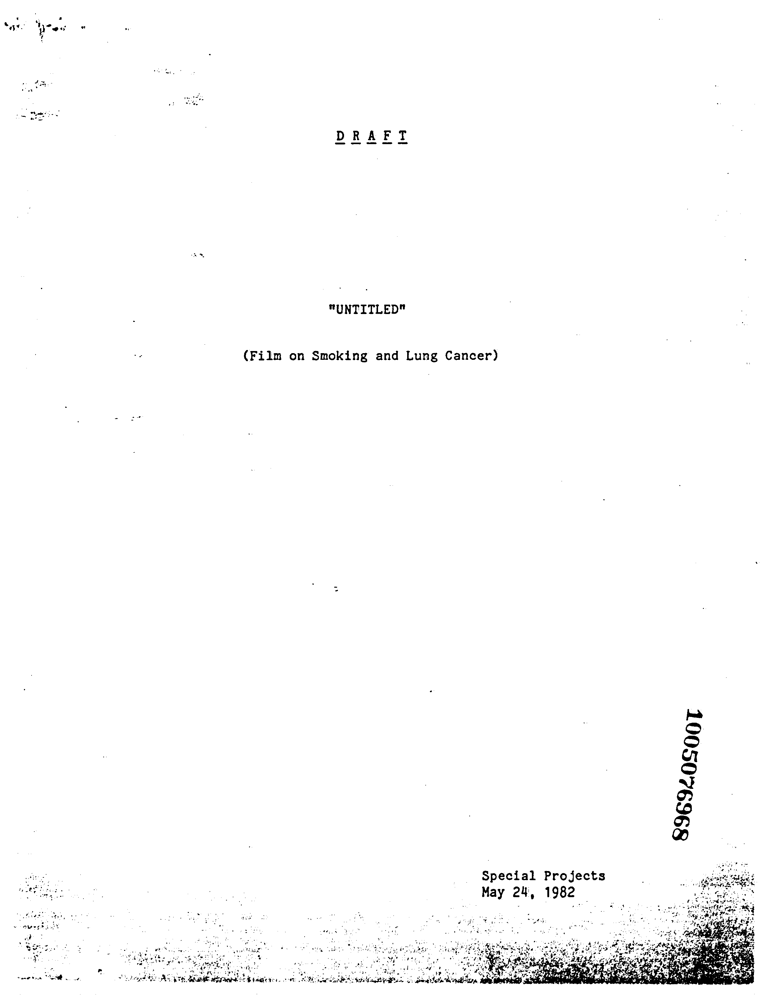 D R A F T
"UNTITLED"
(Film on Smoking and Lung Cancer)
1005076968
Special Projects
May 24, 1982